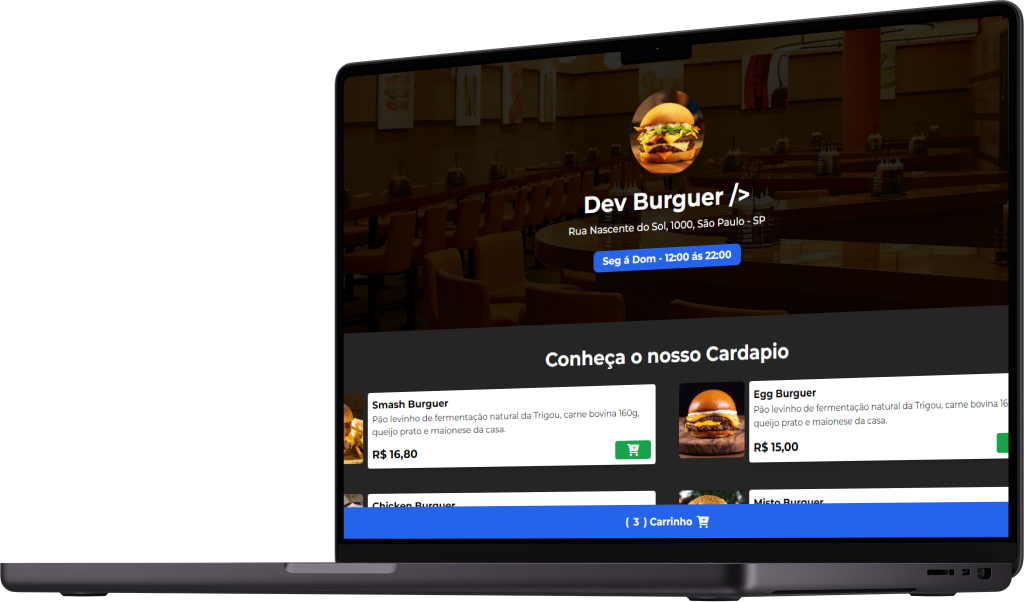 Dev Burguer />
Rua Nascente do Sol, 1000, São Paulo - SP
Seg á Dom - 12:00 ás 22:00
Conheça o nosso Cardapio
Smash Burguer
Pão levinho de fermentação natural da Trigou, carne bovina 160g,
queijo prato e maionese da casa.
R$ 16,80
Egg Burguer
Pão levinho de fermentação natural da Trigou, carne bovina 16
queijo prato e maionese da casa.
R$ 15,00
Chicken Burguer
Misto Burguer
( 3 ) Carrinho